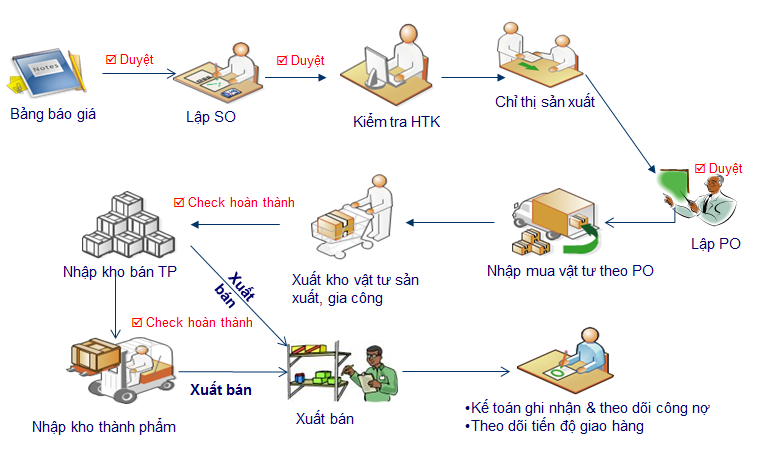 Notes
Duyệt
Duyệt
Bảng báo giá
Lập SO
Kiểm tra HTK
Chỉ thị sản xuất
Duyệt
Check hoàn thành
Lập PO
Nhập kho bán TP
Xuất kho vật tư sản
xuất, gia công
Nhập mua vật tư theo PO
Xuất
bán
Check hoàn thành
Xuất bán
Nhập kho thành phẩm
Xuất bán
•Kế toán ghi nhận & theo dõi công nợ
•Theo dõi tiến độ giao hàng